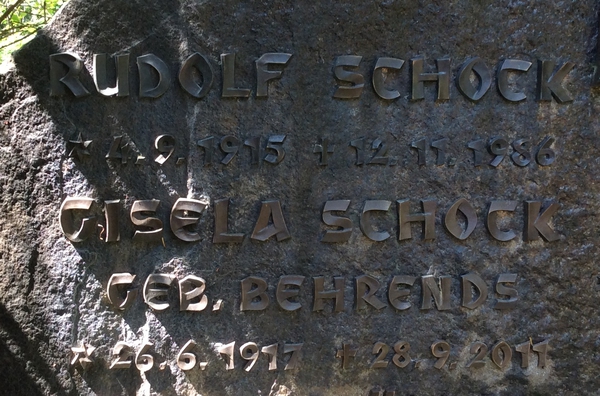 RUDOLF SCHOCK
* 4.9.1915 + 12.11.1986
GISELA SCHOCK
GEB. BEHRENDS
* 26.6.1917 + 28.9.2011